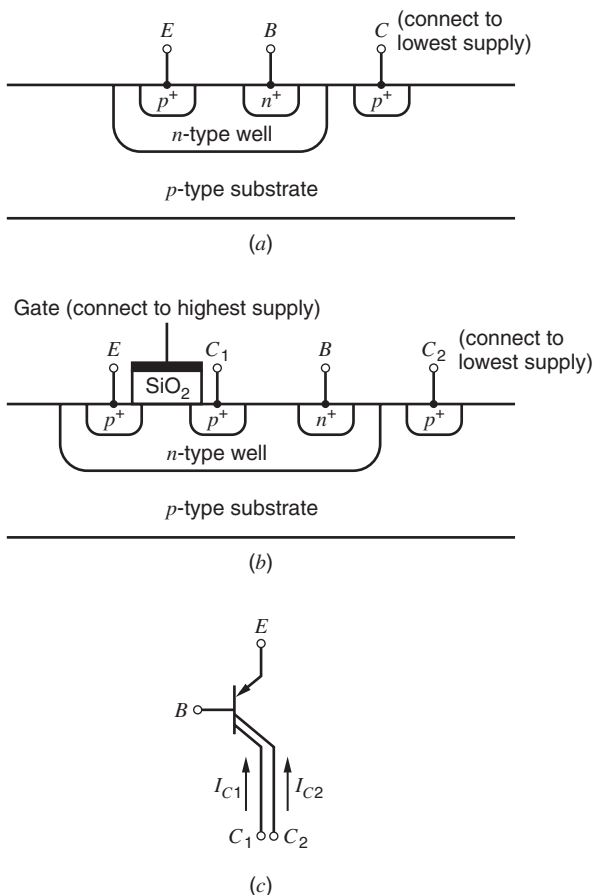 (connect to
lowest supply)
E B C
p+ n+ p+
n-type well
p-type substrate
(a)
Gate (connect to highest supply)
(connect to
lowest supply)
E C1 B C2
SiO2
p+ p+ n+ p+
n-type well
p-type substrate
(b)
E
B
IC1 IC2
C1 C2
(c)